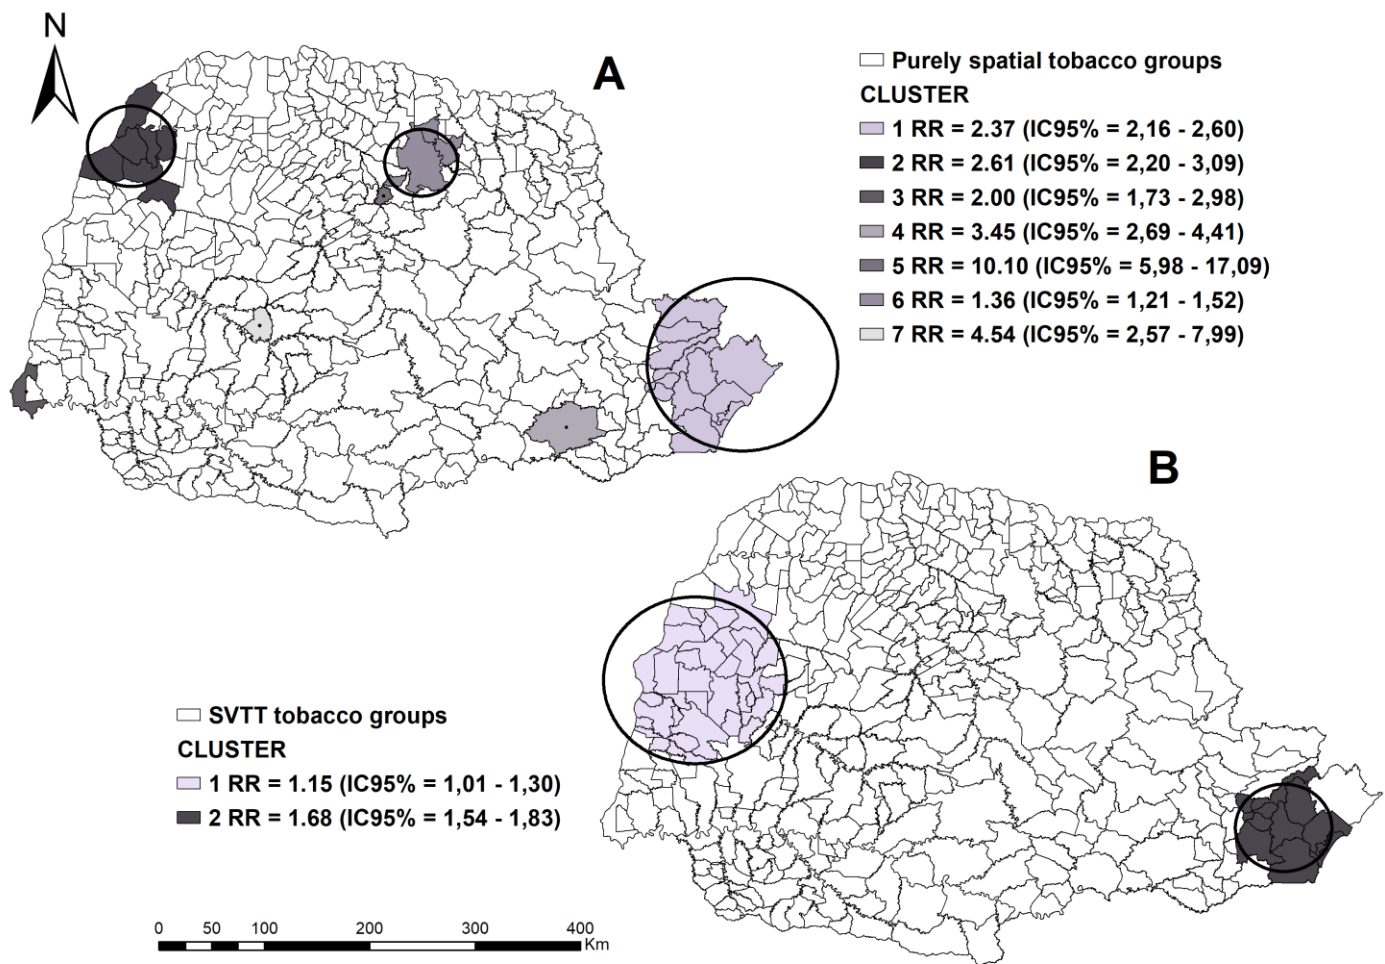 N
A
Purely spatial tobacco groups
CLUSTER
1 RR = 2.37 (IC95% = 2,16 - 2,60)
2 RR = 2.61 (IC95% = 2,20 - 3,09)
3 RR = 2.00 (IC95% = 1,73 - 2,98)
4 RR = 3.45 (IC95% = 2,69 - 4,41)
5 RR = 10.10 (IC95% = 5,98 - 17,09)
6 RR = 1.36 (IC95% = 1,21 - 1,52)
7 RR = 4.54 (IC95% = 2,57 - 7,99)
B
SVTT tobacco groups
CLUSTER
1 RR = 1.15 (IC95% = 1,01 - 1,30)
2 RR = 1.68 (IC95% = 1,54 - 1,83)
0 50 100 200 300 400
Km